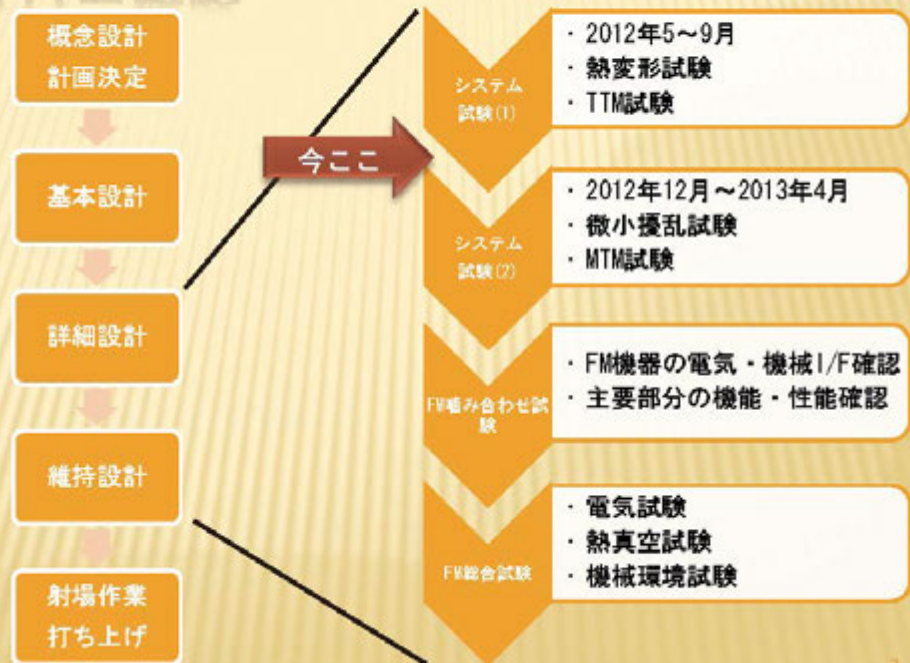 概念設計
計画決定
基本設計
詳細設計
維持設計
射場作業
打ち上げ
今ここ
システム
試験(1)
・2012年5～9月
・熱変形試験
・TTM試験
システム
試験(2)
・2012年12月～2013年4月
・微小擾乱試験
・MTM試験
FM噛み合わせ試
験
・FM機器の電気・機械I/F確認
・主要部分の機能・性能確認
FM総合試験
・電気試験
・熱真空試験
・機械環境試験